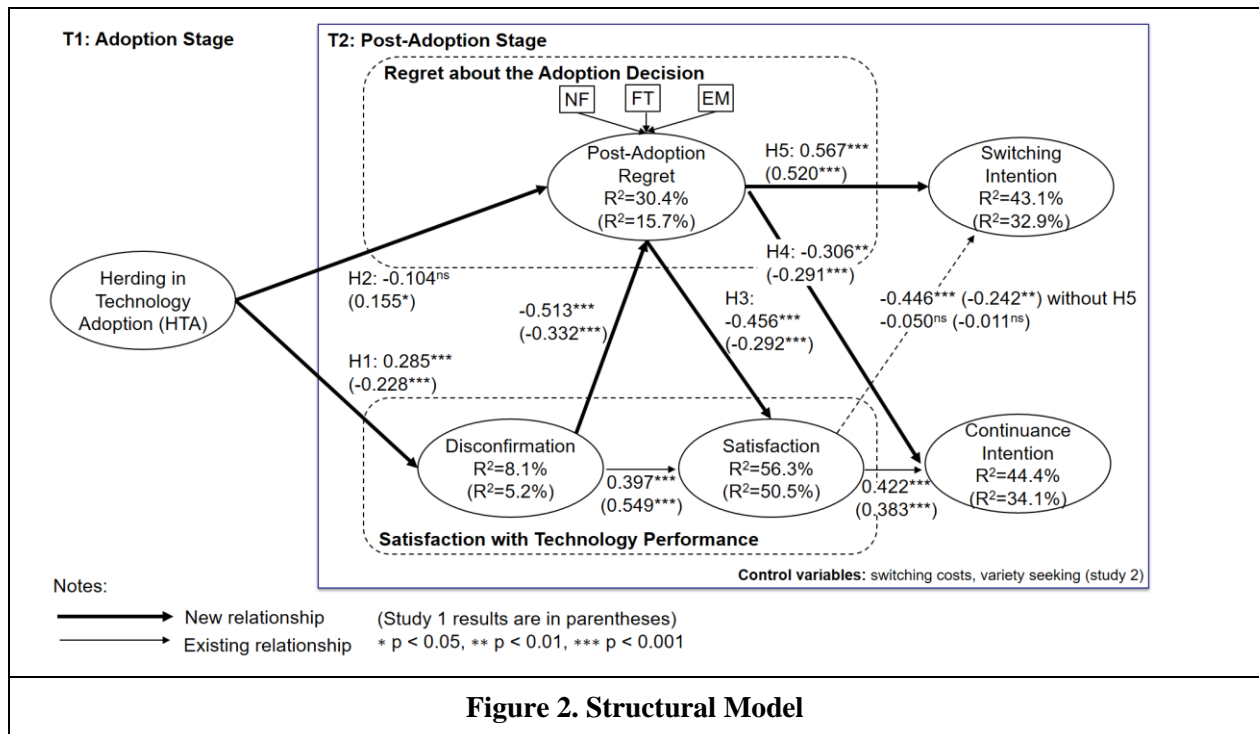 T1: Adoption Stage
T2: Post-Adoption Stage
Regret about the Adoption Decision
NF
FT
EM
Post-Adoption
Regret
R²=30.4%
(R²=15.7%)
H5: 0.567***
(0.520***)
Switching
Intention
R²=43.1%
(R²=32.9%)
Herding in
Technology
Adoption (HTA)
H2: -0.104ⁿˢ
(0.155*)
-0.513***
(-0.332***)
H4: -0.306**
(-0.291***)
H3:
-0.456***
(-0.292***)
-0.446*** (-0.242**) without H5
-0.050ⁿˢ (-0.011ⁿˢ)
H1: 0.285***
(-0.228***)
Disconfirmation
R²=8.1%
(R²=5.2%)
0.397***
(0.549***)
Satisfaction
R²=56.3%
(R²=50.5%)
0.422***
(0.383***)
Continuance
Intention
R²=44.4%
(R²=34.1%)
Satisfaction with Technology Performance
Control variables: switching costs, variety seeking (study 2)
Notes:
New relationship
(Study 1 results are in parentheses)
Existing relationship
* p < 0.05, ** p < 0.01, *** p < 0.001
Figure 2. Structural Model